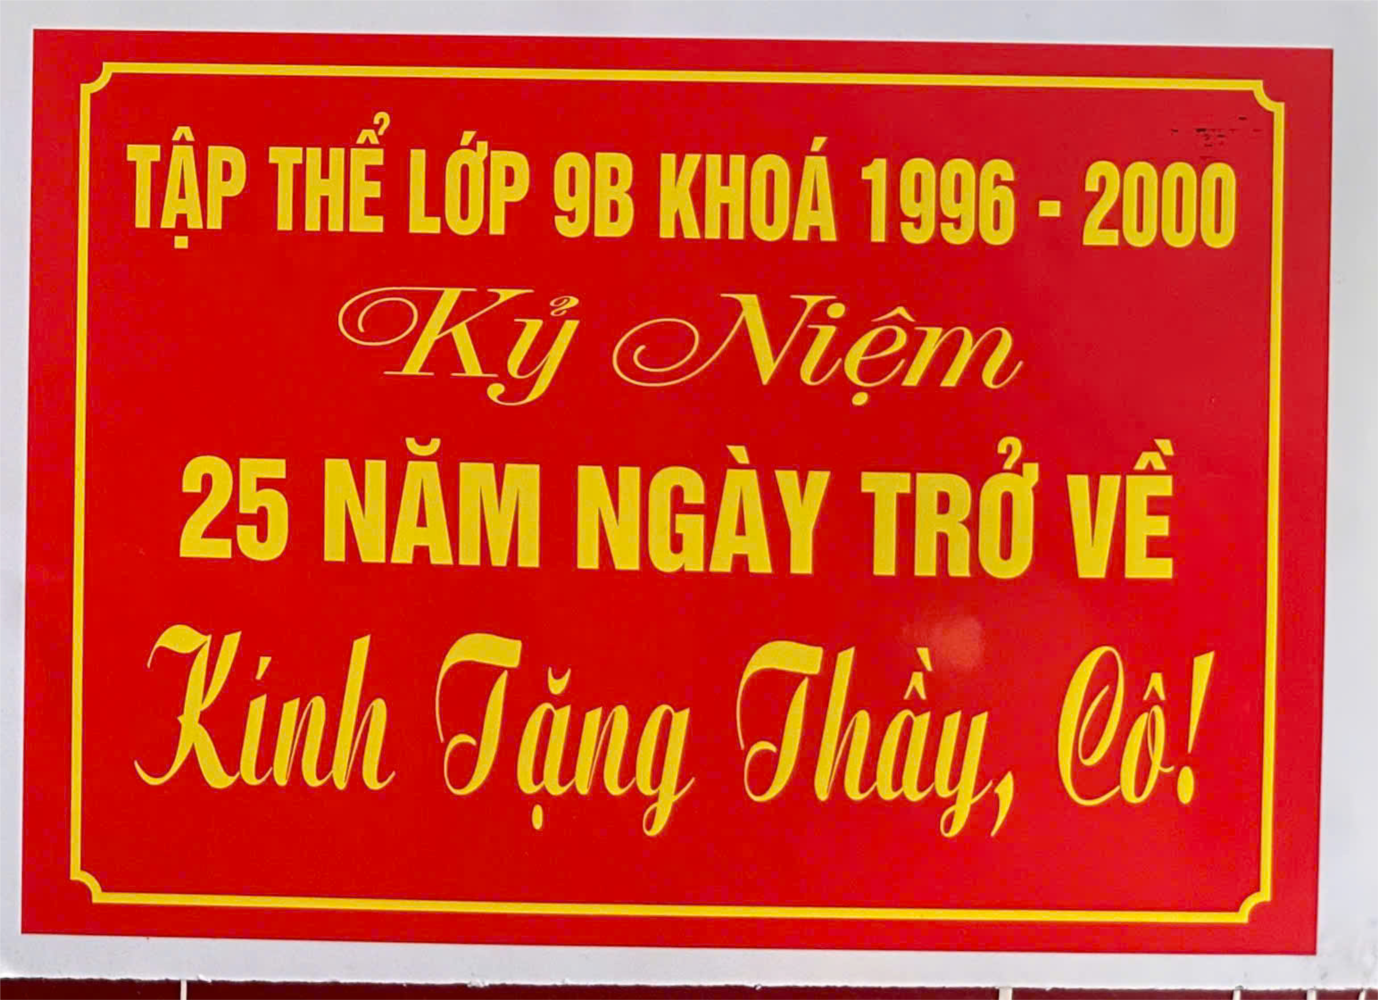 TẬP THỂ LỚP 9B KHOÁ 1996 - 2000
Kỷ Niệm
25 NĂM NGÀY TRỞ VỀ
Kính Tặng Thầy, Cô!